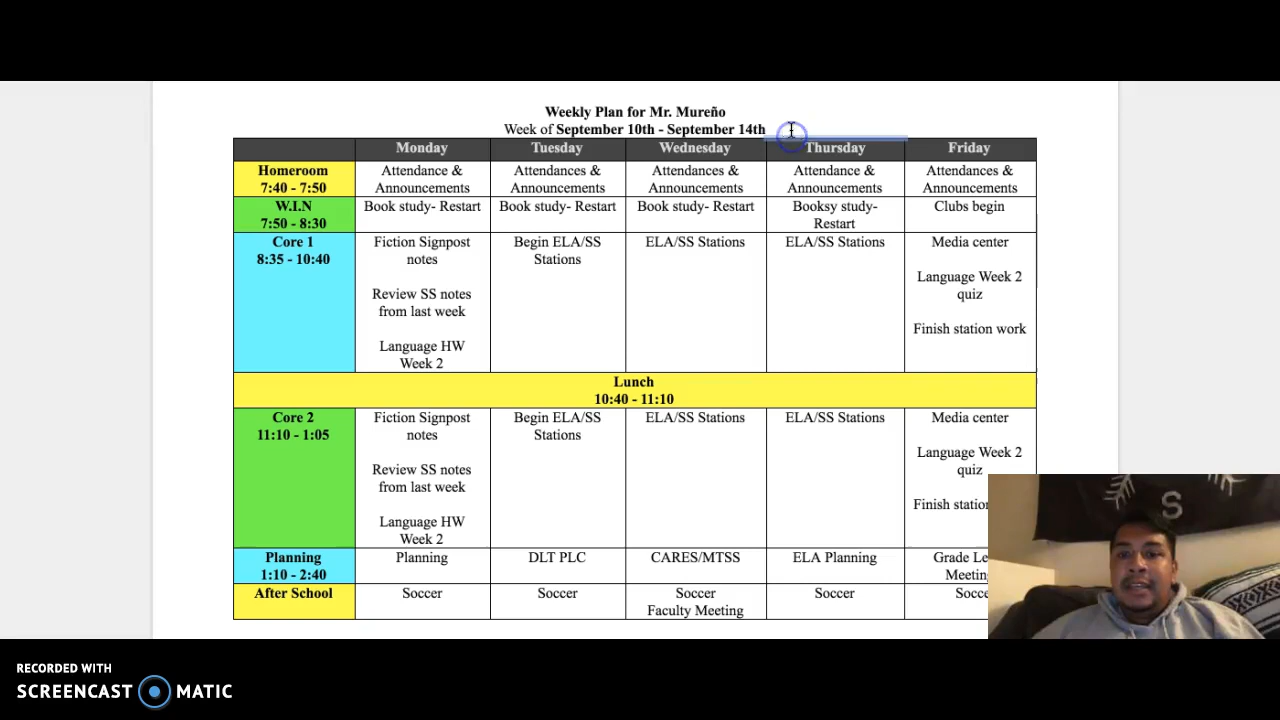 Weekly Plan for Mr. Mureño
Week of September 10th - September 14th
Monday Tuesday Wednesday Thursday Friday
Homeroom
7:40 - 7:50
Attendance &
Announcements
Attendances &
Announcements
Attendances &
Announcements
Attendance &
Announcements
Attendances &
Announcements
W.I.N
7:50 - 8:30
Book study- Restart
Book study- Restart
Book study- Restart
Booksy study-
Restart
Clubs begin
Core 1
8:35 - 10:40
Fiction Signpost
notes
Review SS notes
from last week
Language HW
Week 2
Begin ELA/SS
Stations
ELA/SS Stations
ELA/SS Stations
Media center
Language Week 2
quiz
Finish station work
Lunch
10:40 - 11:10
Core 2
11:10 - 1:05
Fiction Signpost
notes
Review SS notes
from last week
Language HW
Week 2
Begin ELA/SS
Stations
ELA/SS Stations
ELA/SS Stations
Media center
Language Week 2
quiz
Finish station
Planning
1:10 - 2:40
Planning
DLT PLC
CARES/MTSS
ELA Planning
Grade Le
Meetin
After School
Soccer
Soccer
Soccer
Faculty Meeting
Soccer
Socce
S
RECORDED WITH
SCREENCAST MATIC